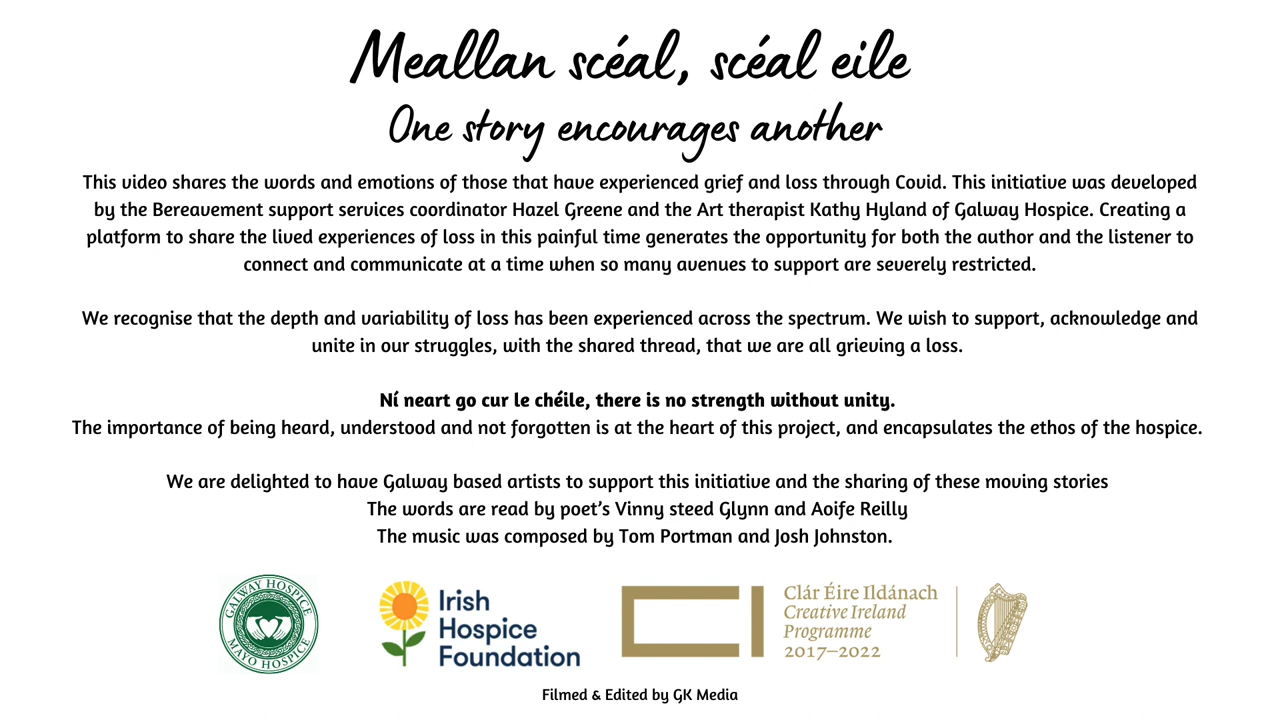 Meallan scéal, scéal eile
One story encourages another
This video shares the words and emotions of those that have experienced grief and loss through Covid. This initiative was developed
by the Bereavement support services coordinator Hazel Greene and the Art therapist Kathy Hyland of Galway Hospice. Creating a
platform to share the lived experiences of loss in this painful time generates the opportunity for both the author and the listener to
connect and communicate at a time when so many avenues to support are severely restricted.
We recognise that the depth and variability of loss has been experienced across the spectrum. We wish to support, acknowledge and
unite in our struggles, with the shared thread, that we are all grieving a loss.
Ní neart go cur le chéile, there is no strength without unity.
The importance of being heard, understood and not forgotten is at the heart of this project, and encapsulates the ethos of the hospice.
We are delighted to have Galway based artists to support this initiative and the sharing of these moving stories
The words are read by poet's Vinny steed Glynn and Aoife Reilly
The music was composed by Tom Portman and Josh Johnston.
GALWAY HOSPICE
MAYO HOSPICE
Irish
Hospice
Foundation
Clár Éire Ildánach
Creative Ireland
Programme
2017–2022
Filmed & Edited by GK Media